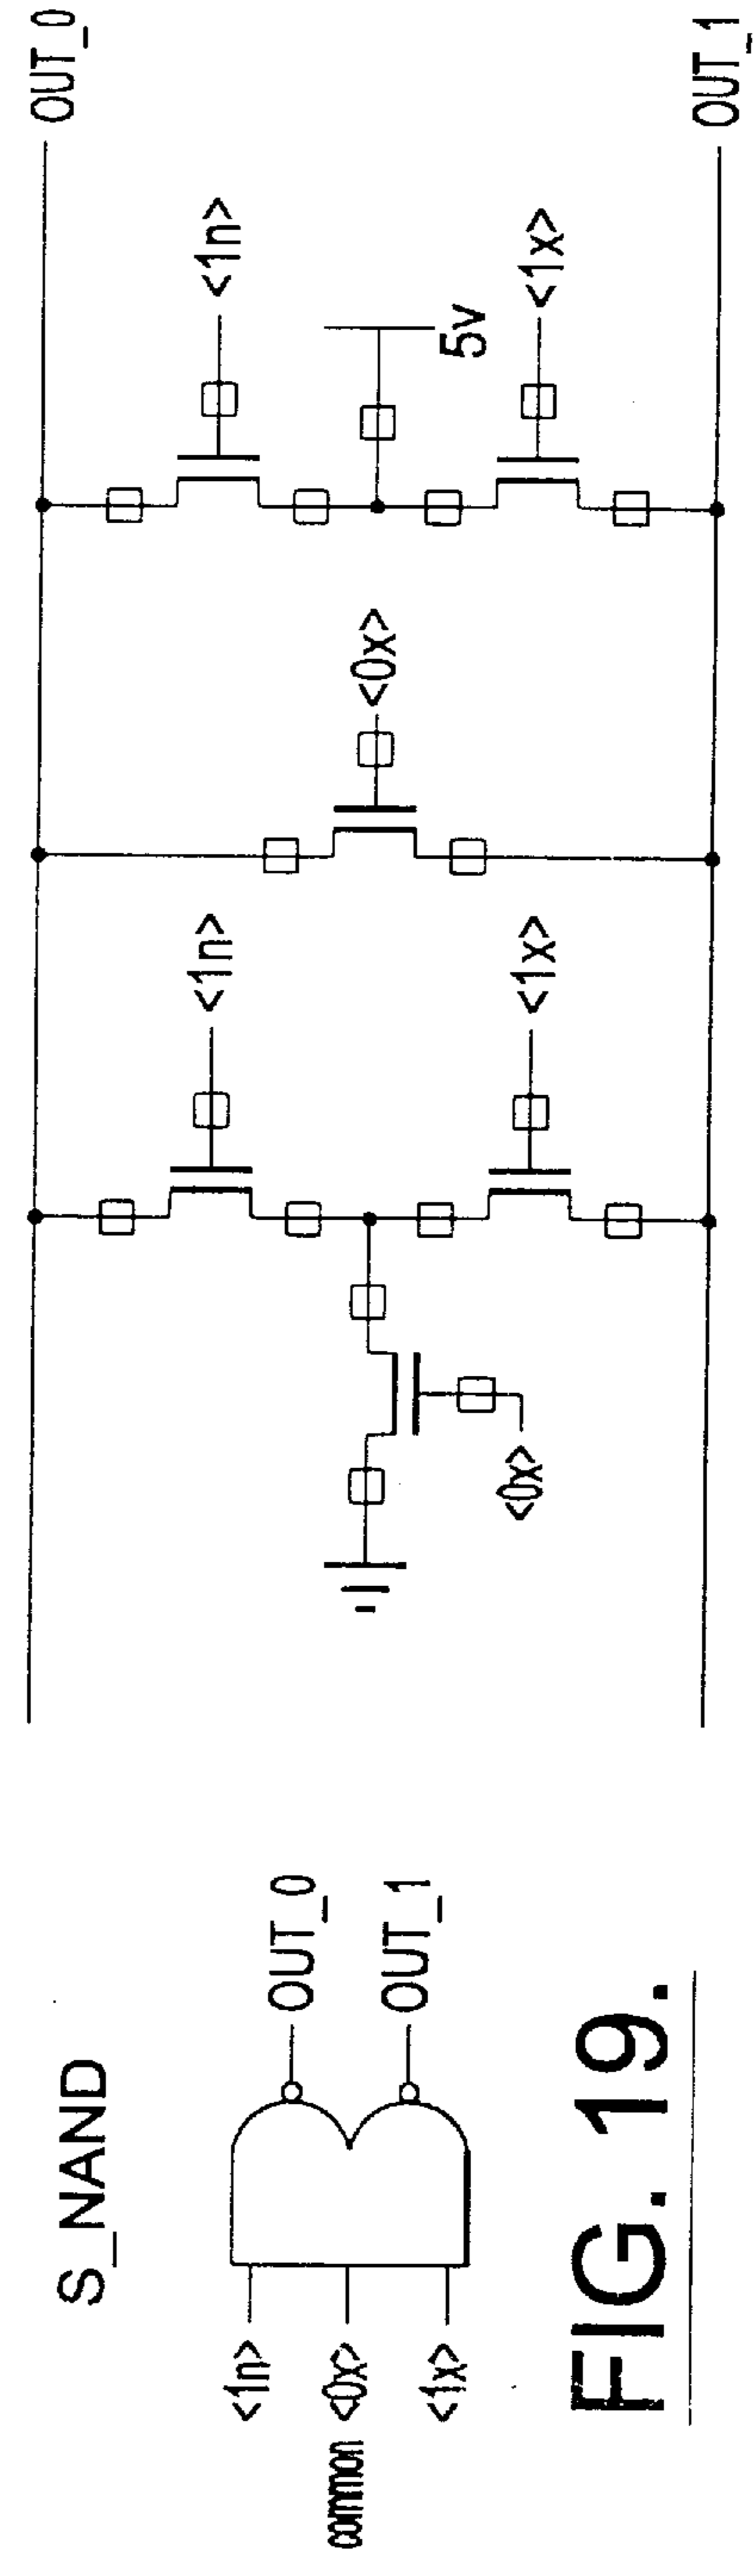 S_NAND
<1n>
common <0x>
<1x>
OUT_0
OUT_1
FIG. 19.
<0x>
<1n>
<1x>
<0x>
<1n>
5v
<1x>
OUT_0
OUT_1